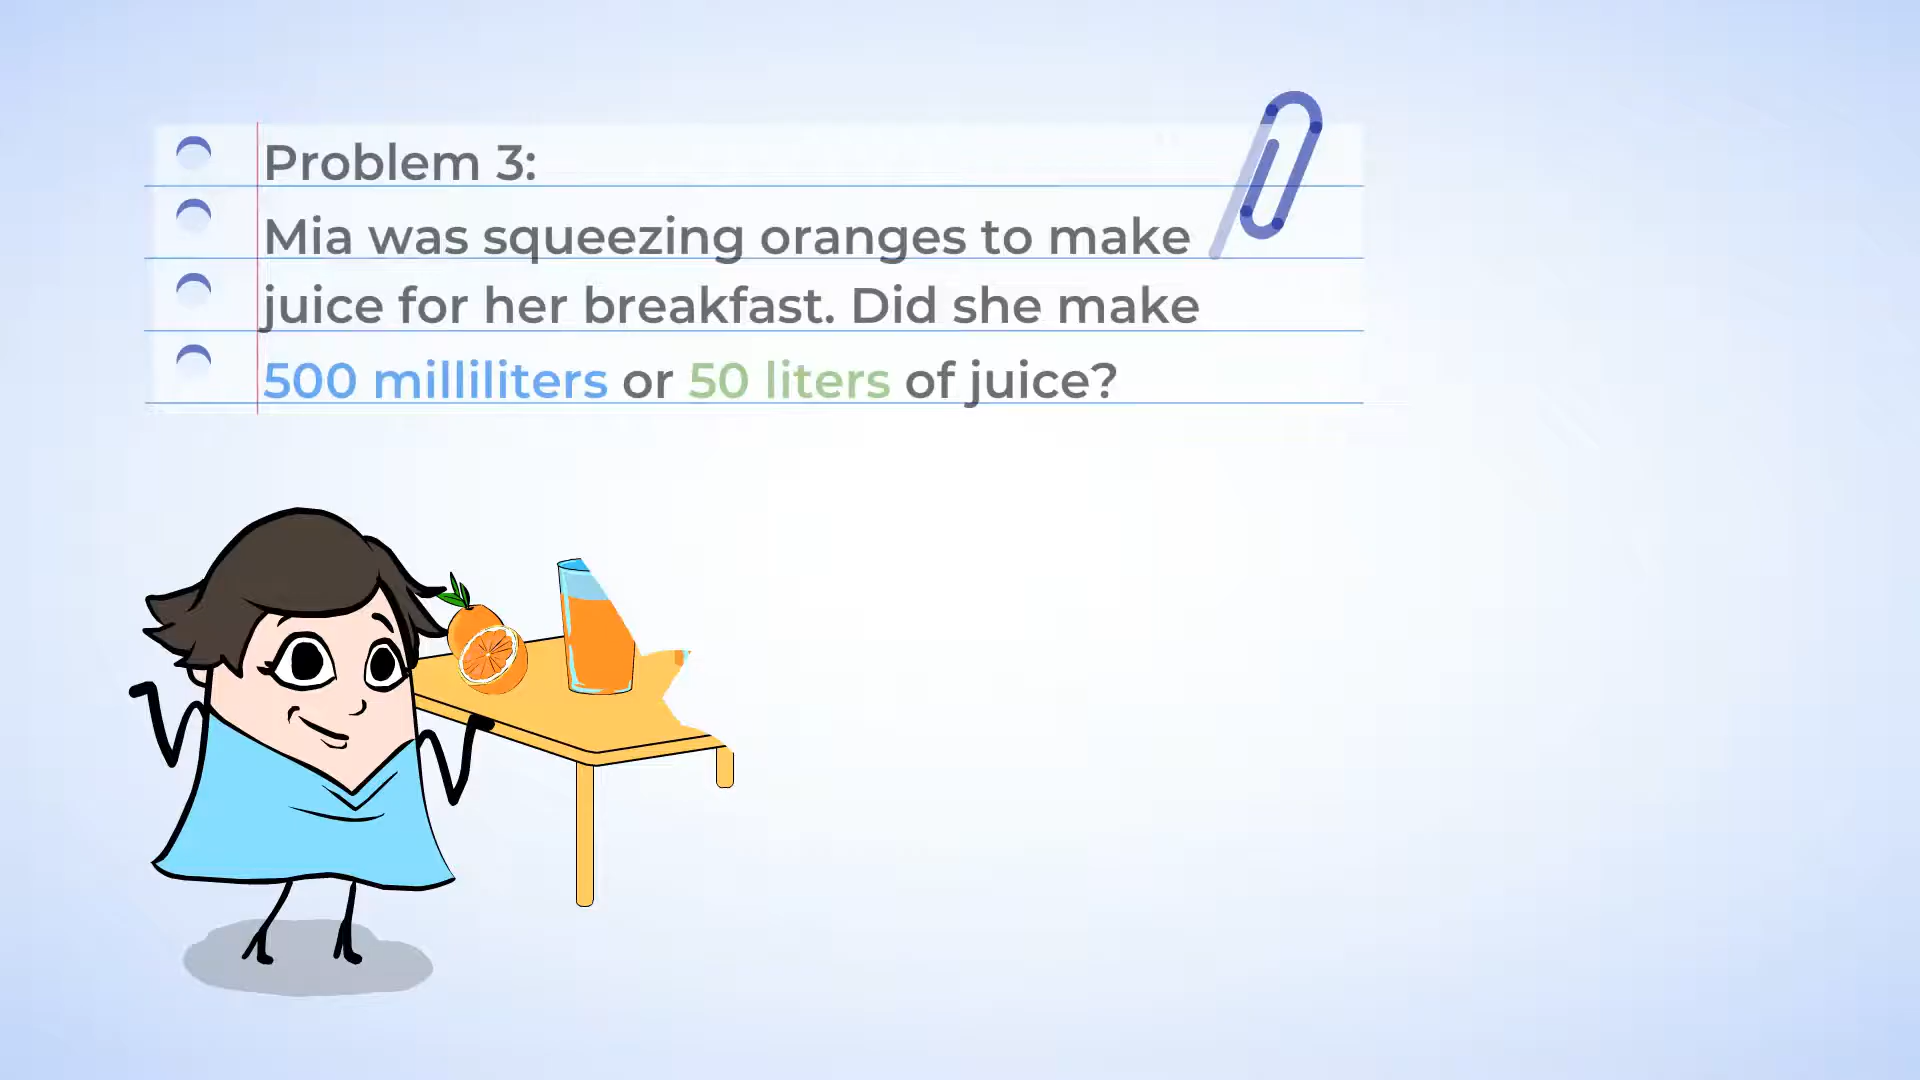 Problem 3:
Mia was squeezing oranges to make
juice for her breakfast. Did she make
500 milliliters or 50 liters of juice?